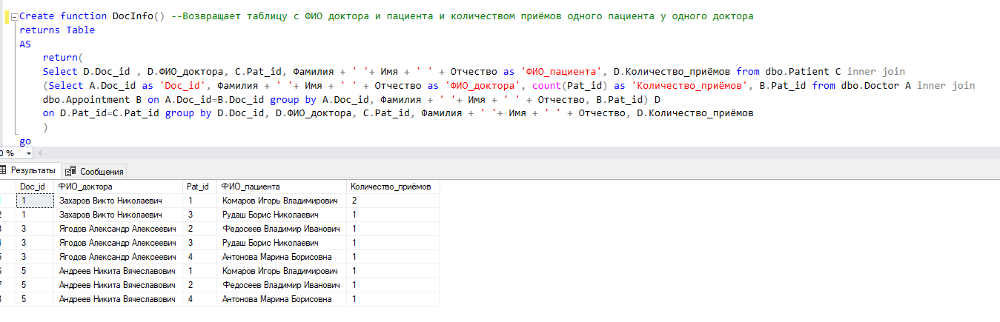 Create function DocInfo() --Возвращает таблицу с ФИО доктора и пациента и количеством приёмов одного пациента у одного доктора
returns Table
AS
return(
Select D.Doc_id , D.ФИО_доктора, C.Pat_id, Фамилия + ' '+ Имя + ' ' + Отчество as 'ФИО_пациента', D.Количество_приёмов from dbo.Patient C inner join
(Select A.Doc_id as 'Doc_id', Фамилия + ' '+ Имя + ' ' + Отчество as 'ФИО_доктора', count(Pat_id) as 'Количество_приёмов', B.Pat_id from dbo.Doctor A inner join
dbo.Appointment B on A.Doc_id=B.Doc_id group by A.Doc_id, Фамилия + ' '+ Имя + ' ' + Отчество, B.Pat_id) D
on D.Pat_id=C.Pat_id group by D.Doc_id, D.ФИО_доктора, C.Pat_id, Фамилия + ' '+ Имя + ' ' + Отчество, D.Количество_приёмов
)
go
0 %
Результаты Сообщения
Doc_id ФИО_доктора Pat_id ФИО_пациента Количество_приёмов
1 Захаров Викто Николаевич 1 Комаров Игорь Владимирович 2
2 1 Захаров Викто Николаевич 3 Рудаш Борис Николаевич 1
3 3 Ягодов Александр Алексеевич 2 Федосеев Владимир Иванович 1
4 3 Ягодов Александр Алексеевич 3 Рудаш Борис Николаевич 1
5 3 Ягодов Александр Алексеевич 4 Антонова Марина Борисовна 1
6 5 Андреев Никита Вячеславович 1 Комаров Игорь Владимирович 1
7 5 Андреев Никита Вячеславович 2 Федосеев Владимир Иванович 1
8 5 Андреев Никита Вячеславович 4 Антонова Марина Борисовна 1